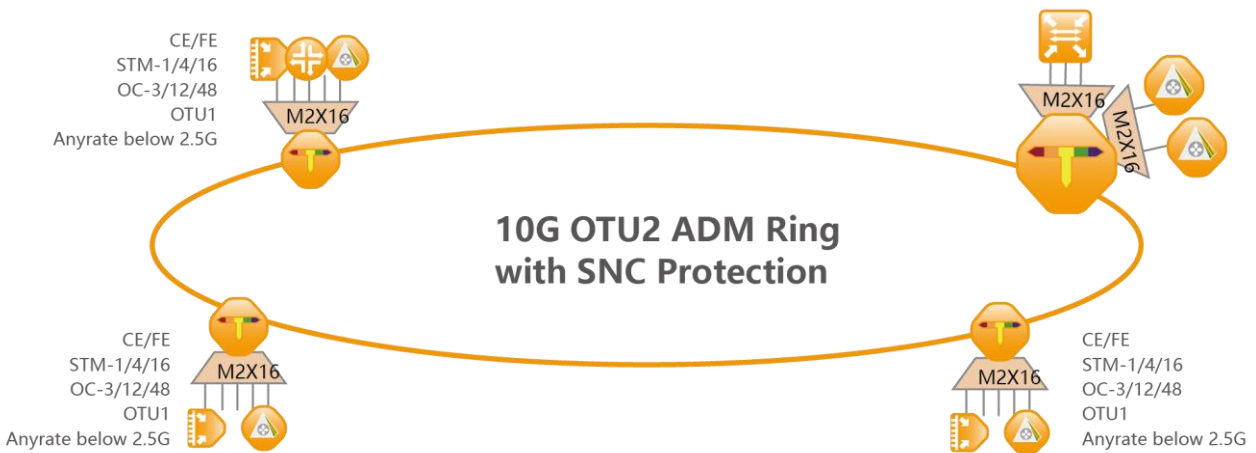 CE/FE
STM-1/4/16
OC-3/12/48
OTU1
Anyrate below 2.5G
M2X16
M2X16
M2X16
10G OTU2 ADM Ring
with SNC Protection
CE/FE
STM-1/4/16
OC-3/12/48
OTU1
Anyrate below 2.5G
M2X16
M2X16
CE/FE
STM-1/4/16
OC-3/12/48
OTU1
Anyrate below 2.5G